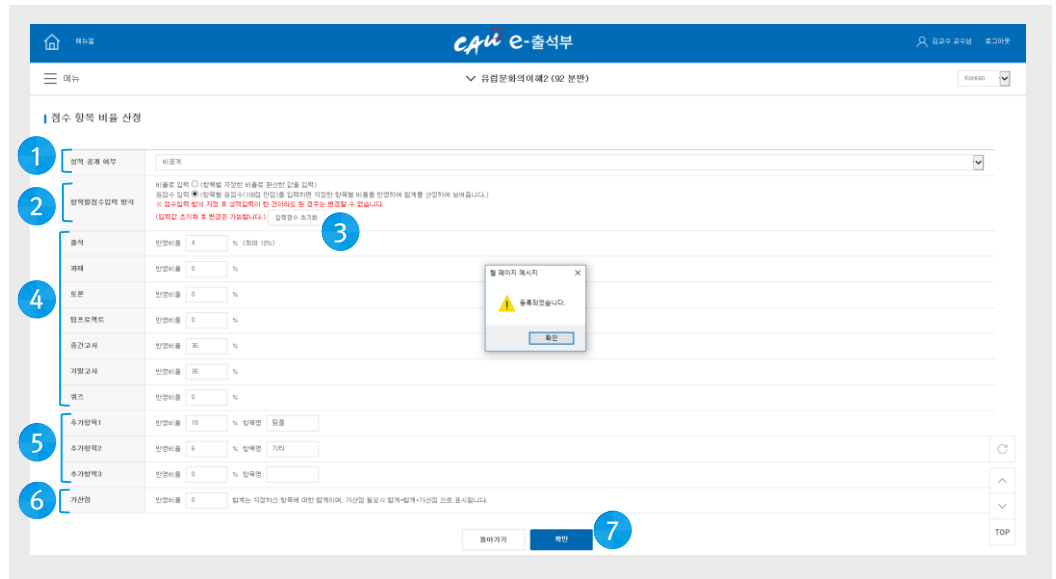 메뉴얼
CAU e-출석부
김교수 교수님 로그아웃
메뉴
유럽문화의이해2 (92 분반)
Korean
점수 항목 비율 산정
1
성적 공개 여부
비공개
2
항목별점수입력 방식
비율로 입력 (항목별 지정한 비율로 환산한 값을 입력)
원점수 입력 (항목별 원점수(100점 만점)을 입력하면 지정한 항목별 비율을 반영하여 합계를 산정하여 보여줍니다.)
※ 점수입력 방식 지정 후 성적입력이 한 건이라도 된 경우는 변경할 수 없습니다.
(입력값 초기화 후 변경은 가능합니다.) 입력점수 초기화
3
출석 반영비율 4 % (최대 10%)
과제 반영비율 0 %
4
토론 반영비율 0 %
팀프로젝트 반영비율 0 %
중간고사 반영비율 36 %
기말고사 반영비율 36 %
퀴즈 반영비율 0 %
웹 페이지 메시지
등록되었습니다.
확인
추가항목1 반영비율 % 항목명
5
추가항목2 반영비율 6 % 항목명 기타
추가항목3 반영비율 0 % 항목명
6
가산점 반영비율 0 합계는 지정하신 항목에 대한 합계이며, 가산점 필요시 합계=합계+가산점 으로 표시됩니다.
돌아가기
확인
7
TOP